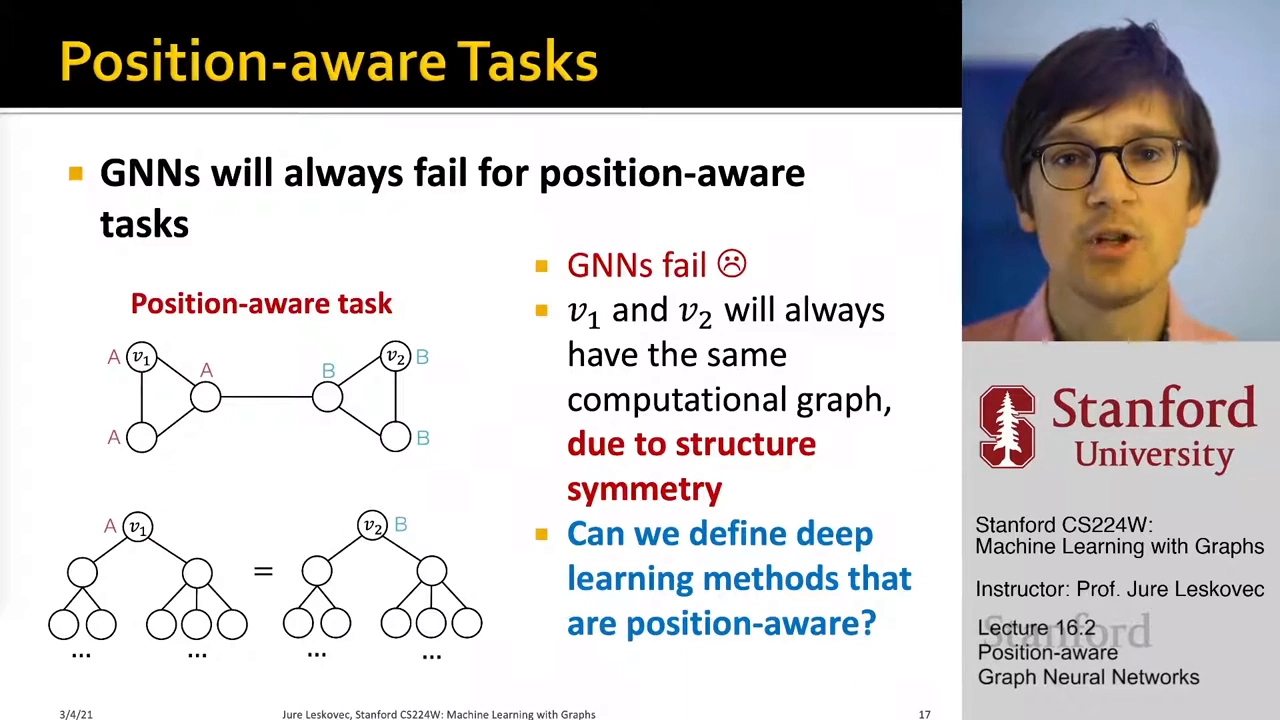 Position-aware Tasks
GNNs will always fail for position-aware
tasks
Position-aware task
A v₁ A B v₂ B
A B
A v₁ v₂ B
=
... ... ... ...
GNNs fail ☹
v₁ and v₂ will always
have the same
computational graph,
due to structure
symmetry
Can we define deep
learning methods that
are position-aware?
3/4/21 Jure Leskovec, Stanford CS224W: Machine Learning with Graphs 17
S
Stanford
University
Stanford CS224W:
Machine Learning with Graphs
Instructor: Prof. Jure Leskovec
Stanford
Lecture 16.2
Position-aware
Graph Neural Networks